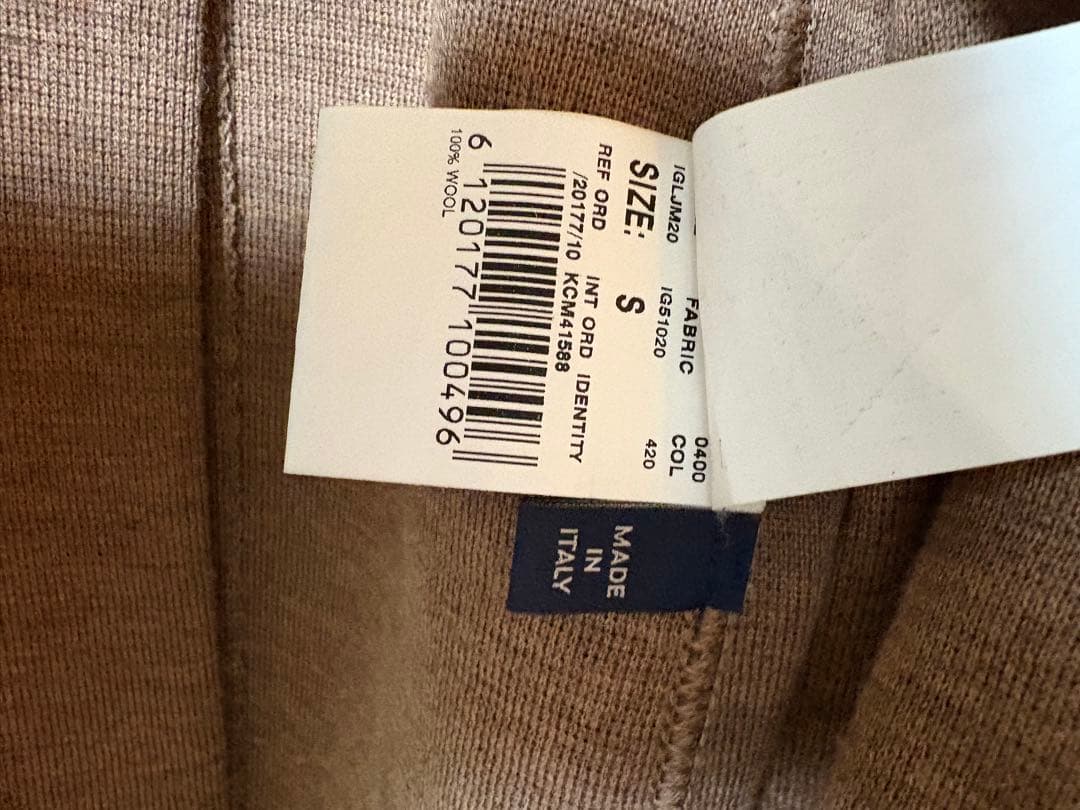 FABRIC 0400
IGLJM20 IG51020 COL
420
SIZE: S
REF ORD INT ORD IDENTITY
/20177/10 KCM41588
6 120177 100496
100% WOOL
MADE
IN
ITALY